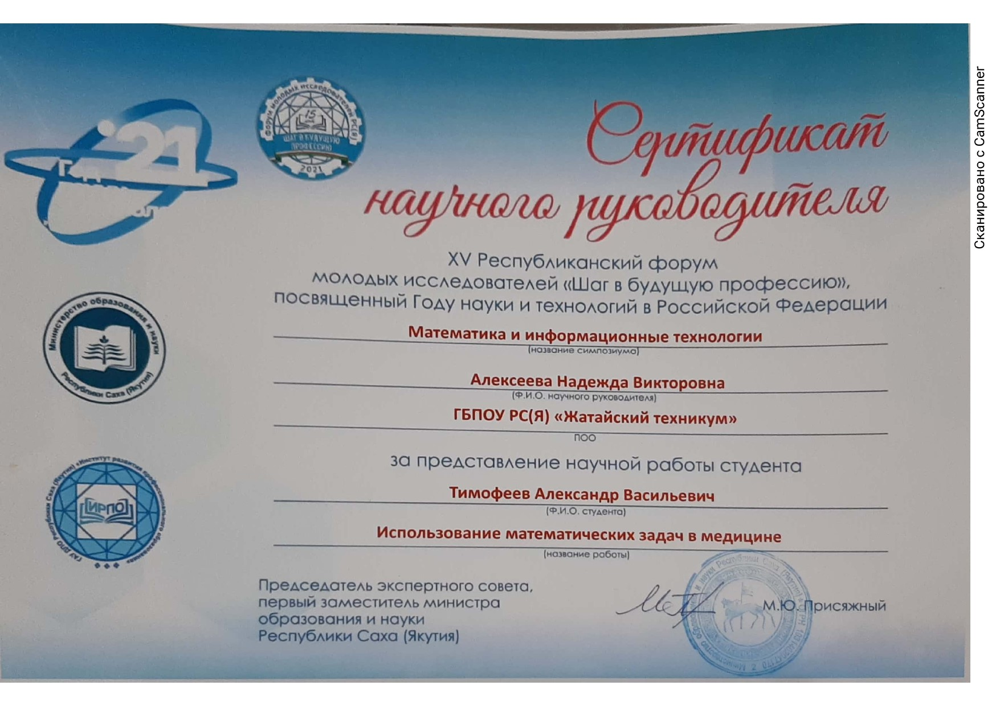 Сертификат
научного руководителя
XV Республиканский форум
молодых исследователей «Шаг в будущую профессию»,
посвященный Году науки и технологий в Российской Федерации
Математика и информационные технологии
(название симпозиума)
Алексеева Надежда Викторовна
(Ф.И.О. научного руководителя)
ГБПОУ РС(Я) «Жатайский техникум»
ПОО
за представление научной работы студента
Тимофеев Александр Васильевич
(Ф.И.О. студента)
Использование математических задач в медицине
(название работы)
Председатель экспертного совета,
первый заместитель министра
образования и науки
Республики Саха (Якутия)
М.Ю. Присяжный
'21
Год
Форум молодых исследователей РС(Я)
15
ШАГ В БУДУЩУЮ
ПРОФЕССИЮ
2021
Министерство образования и науки
Республики Саха (Якутия)
ГАУ ДПО Республики Саха (Якутия) «Институт развития профессионального образования»
ИРПО
Сканировано с CamScanner